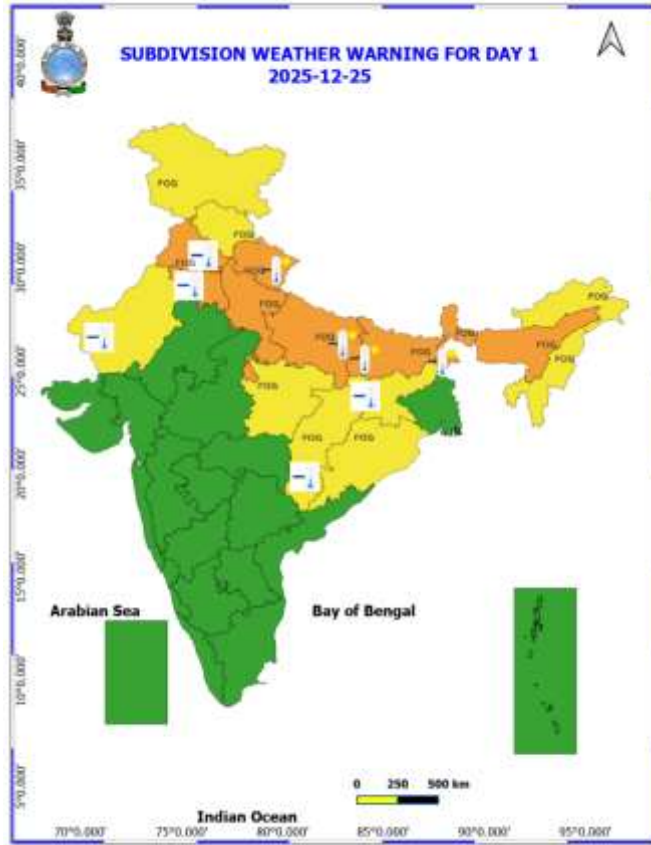 SUBDIVISION WEATHER WARNING FOR DAY 1
2025-12-25
40°0.000'
35°0.000'
30°0.000'
25°0.000'
20°0.000'
15°0.000'
10°0.000'
5°0.000'
FOG
FOG
FOG
FOG
FOG
FOG
FOG
FOG
FOG
FOG
FOG
FOG
FOG
Arabian Sea
Bay of Bengal
0 250 500 km
Indian Ocean
70°0.000' 75°0.000' 80°0.000' 85°0.000' 90°0.000' 95°0.000'